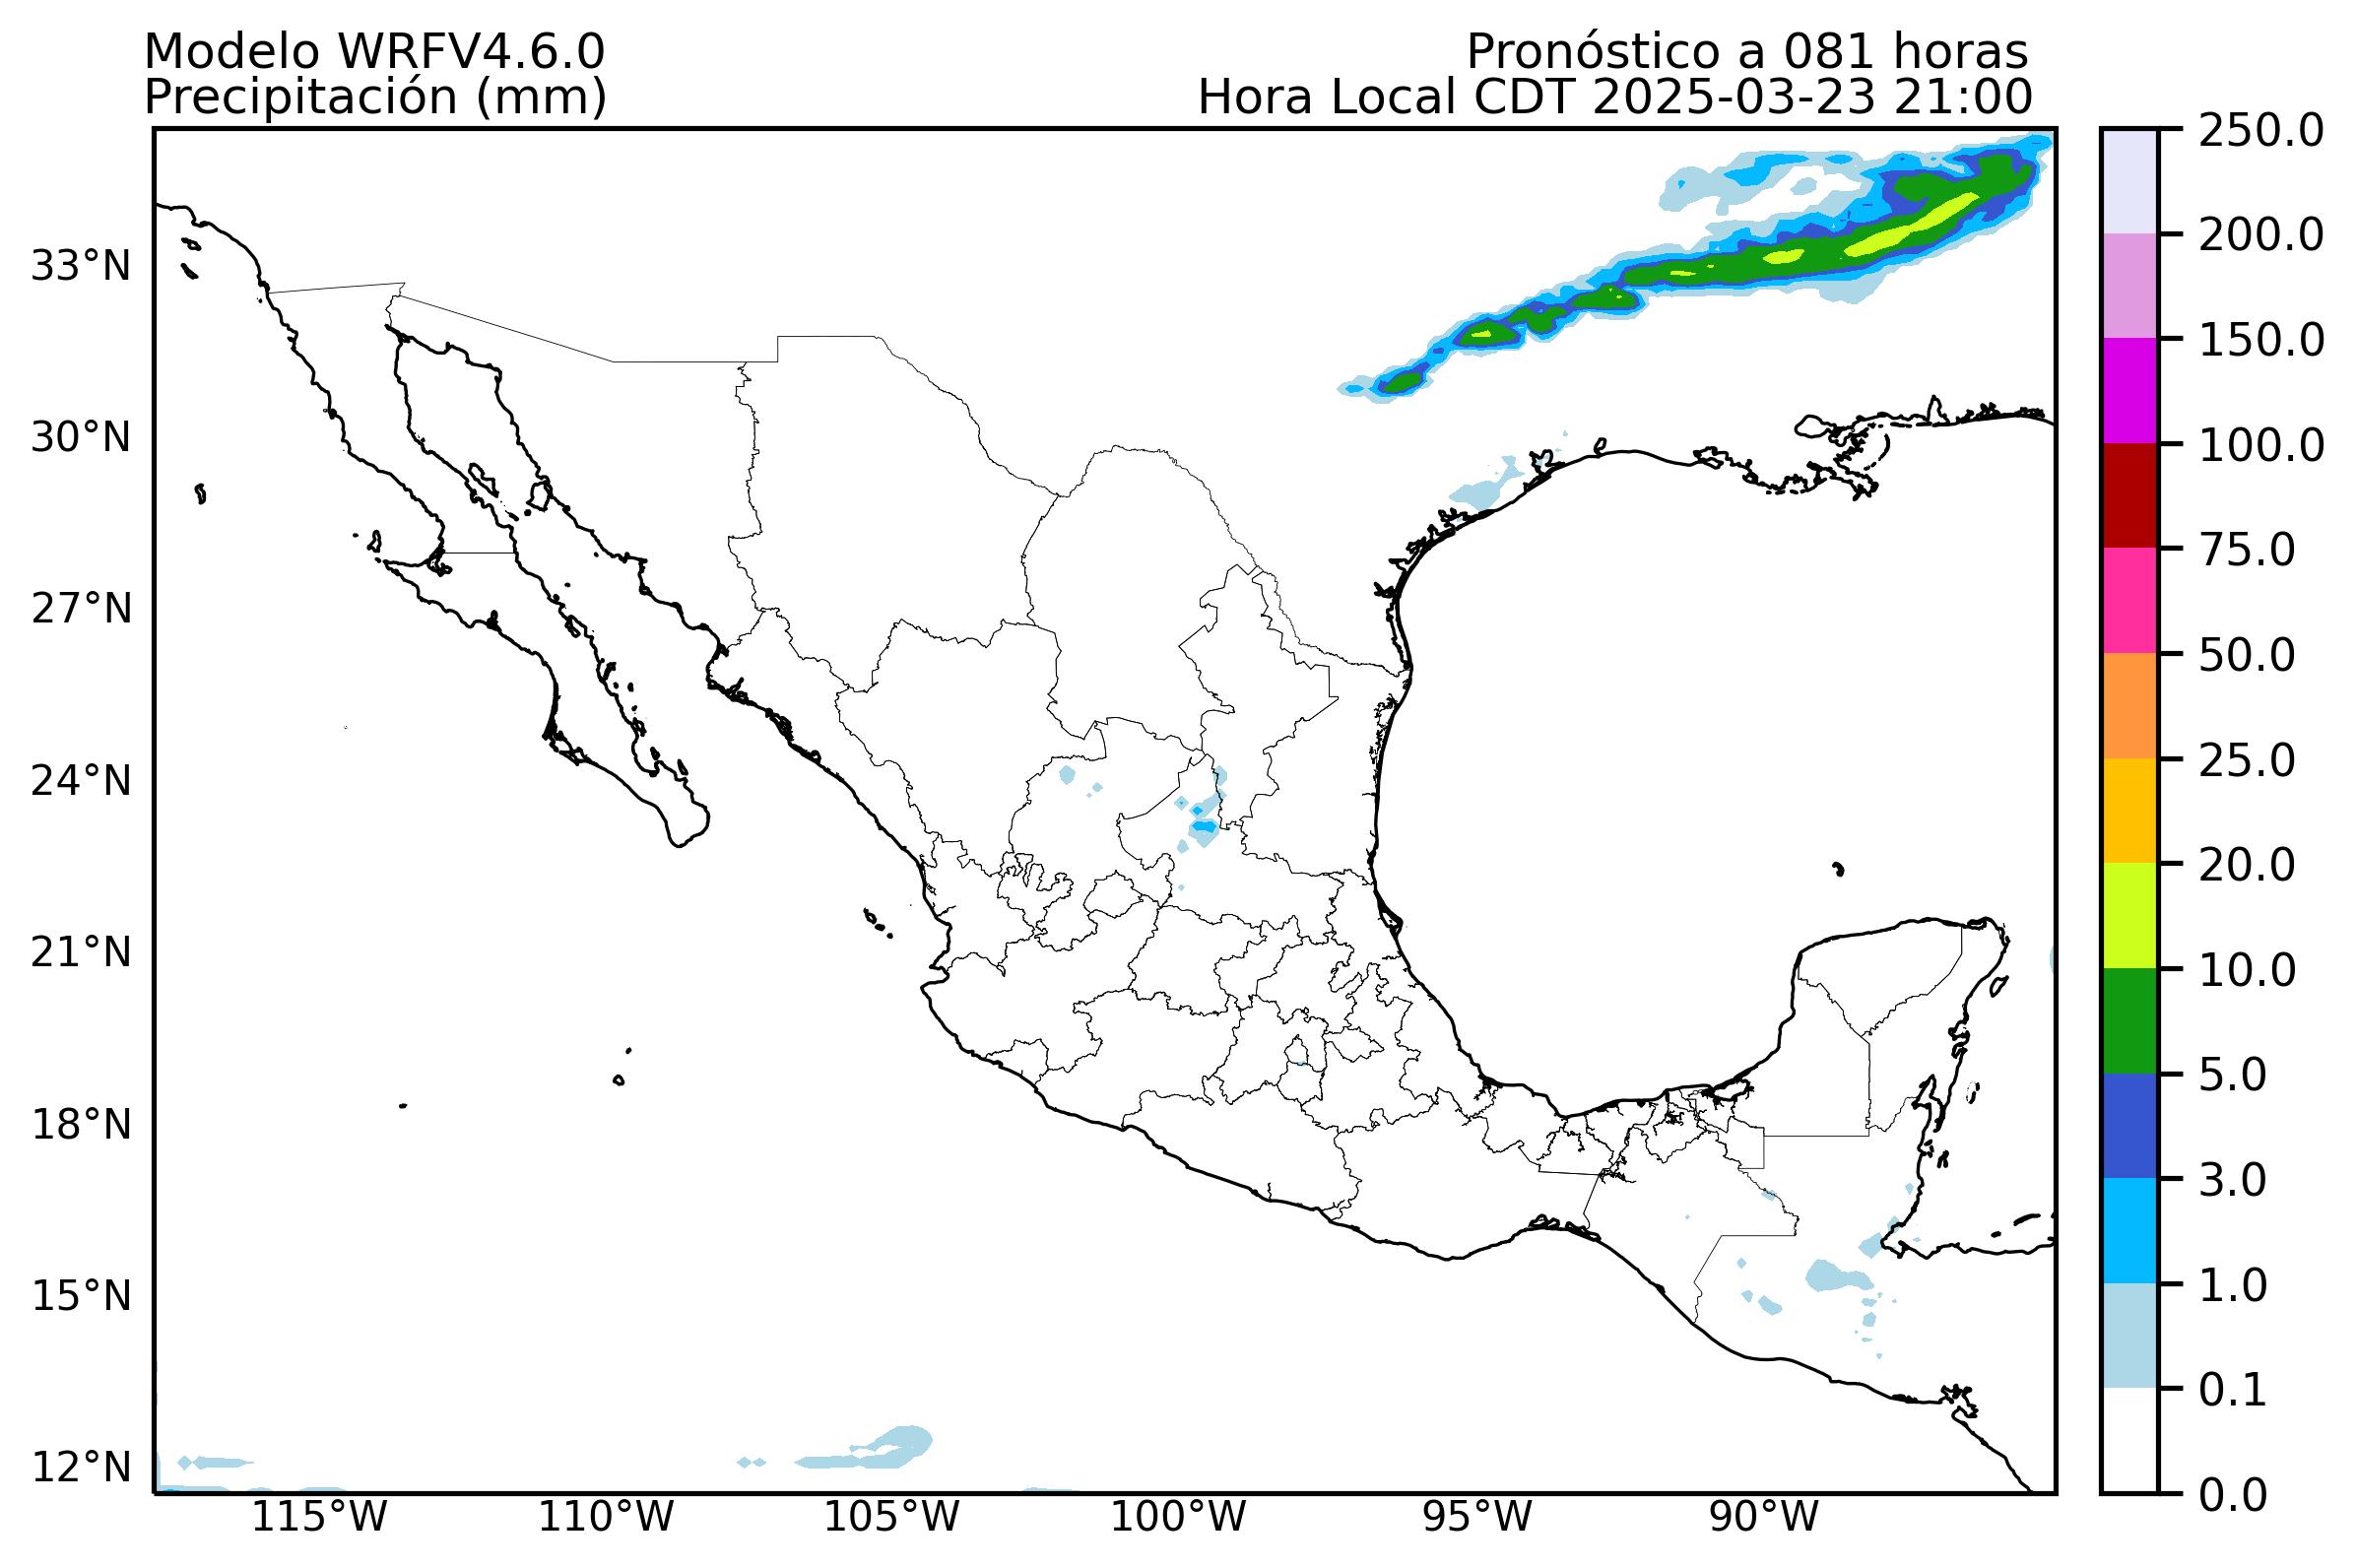 Modelo WRFV4.6.0
Precipitación (mm)
Pronóstico a 081 horas
Hora Local CDT 2025-03-23 21:00
33°N
30°N
27°N
24°N
21°N
18°N
15°N
12°N
115°W
110°W
105°W
100°W
95°W
90°W
250.0
200.0
150.0
100.0
75.0
50.0
25.0
20.0
10.0
5.0
3.0
1.0
0.1
0.0